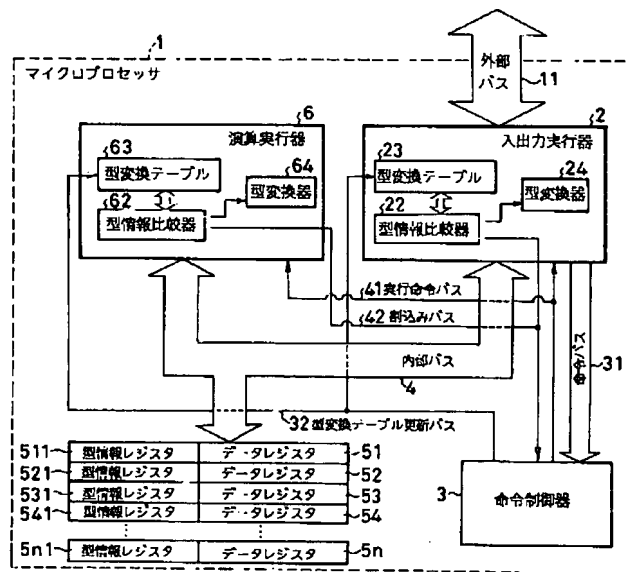 1
マイクロプロセッサ
外部
バス
11
6
演算実行器
63
型変換テーブル
64
型変換器
62
型情報比較器
2
入出力実行器
23
型変換テーブル
24
型変換器
22
型情報比較器
41 実行命令バス
42 割込みバス
内部バス
4
命令バス
31
32 型変換テーブル更新バス
511 型情報レジスタ データレジスタ 51
521 型情報レジスタ データレジスタ 52
531 型情報レジスタ データレジスタ 53
541 型情報レジスタ データレジスタ 54
5n1 型情報レジスタ データレジスタ 5n
3
命令制御器